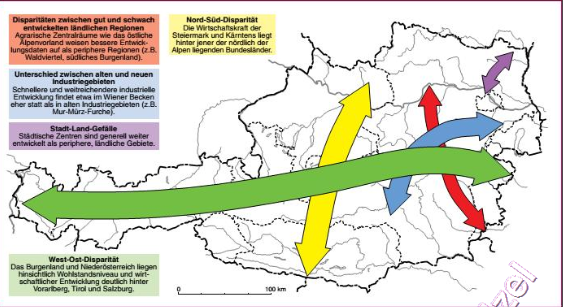 Disparitäten zwischen gut und schwach
entwickelten ländlichen Regionen
Agrarische Zentralräume wie das östliche
Alpenvorland weisen bessere Entwick-
lungsdaten auf als periphere Regionen (z.B.
Waldviertel, südliches Burgenland).
Nord-Süd-Disparität
Die Wirtschaftskraft der
Steiermark und Kärntens liegt
hinter jener der nördlich der
Alpen liegenden Bundesländer.
Unterschied zwischen alten und neuen
Industriegebieten
Schnellere und weitreichendere industrielle
Entwicklung findet etwa im Wiener Becken
eher statt als in alten Industriegebieten (z.B.
Mur-Mürz-Furche).
Stadt-Land-Gefälle
Städtische Zentren sind generell weiter
entwickelt als periphere, ländliche Gebiete.
West-Ost-Disparität
Das Burgenland und Niederösterreich liegen
hinsichtlich Wohlstandsniveau und wirt-
schaftlicher Entwicklung deutlich hinter
Vorarlberg, Tirol und Salzburg.
0 100 km